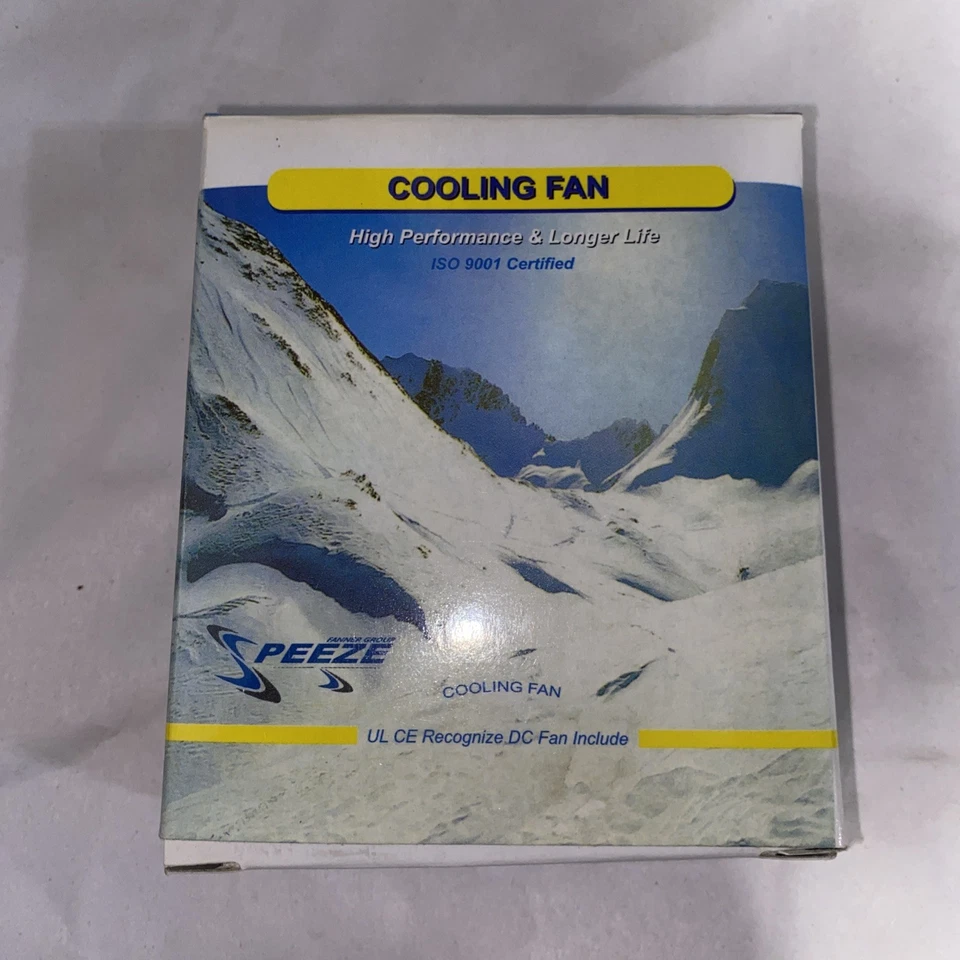 COOLING FAN
High Performance & Longer Life
ISO 9001 Certified
FANNER GROUP
SPEEZE
COOLING FAN
UL CE Recognize DC Fan Include